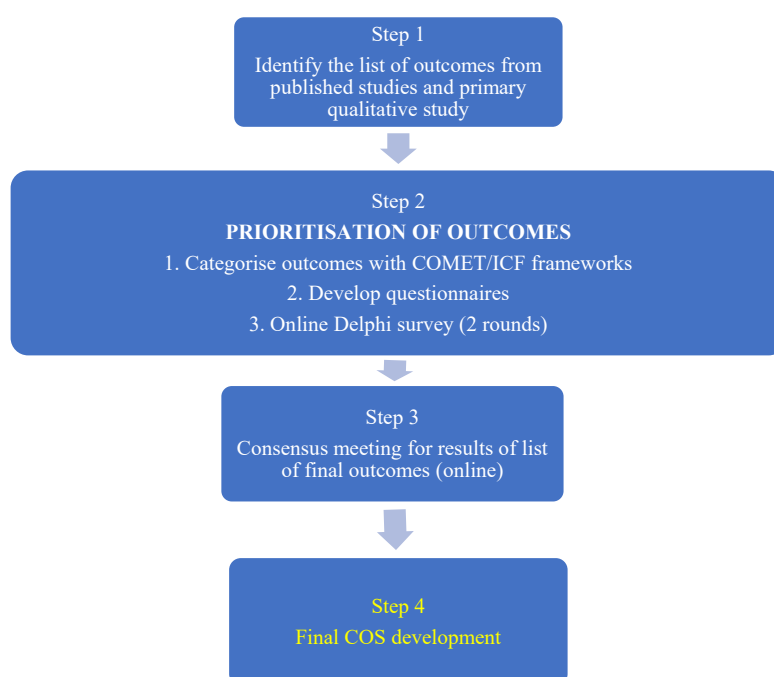 Step 1
Identify the list of outcomes from
published studies and primary
qualitative study
Step 2
PRIORITISATION OF OUTCOMES
1. Categorise outcomes with COMET/ICF frameworks
2. Develop questionnaires
3. Online Delphi survey (2 rounds)
Step 3
Consensus meeting for results of list
of final outcomes (online)
Step 4
Final COS development